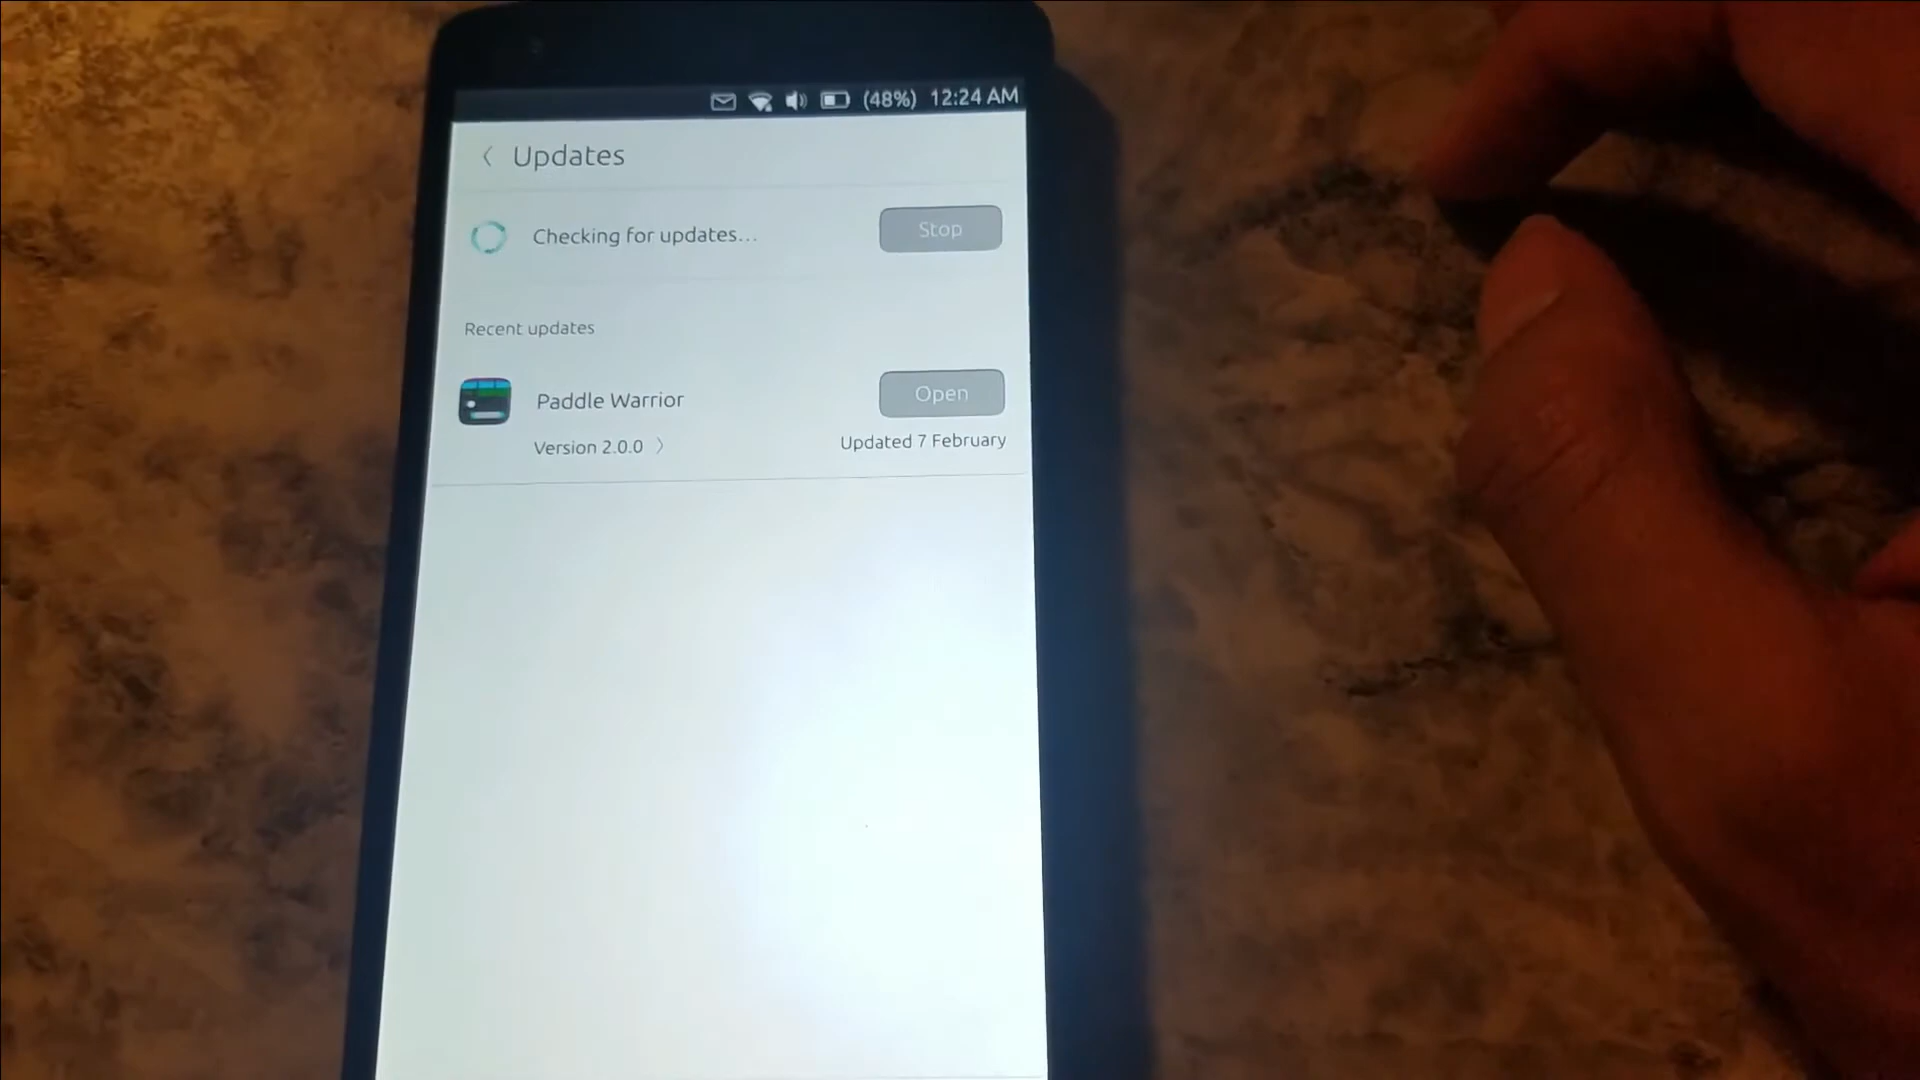 (48%) 12:24 AM
Updates
Checking for updates...
Stop
Recent updates
Paddle Warrior
Open
Version 2.0.0
Updated 7 February